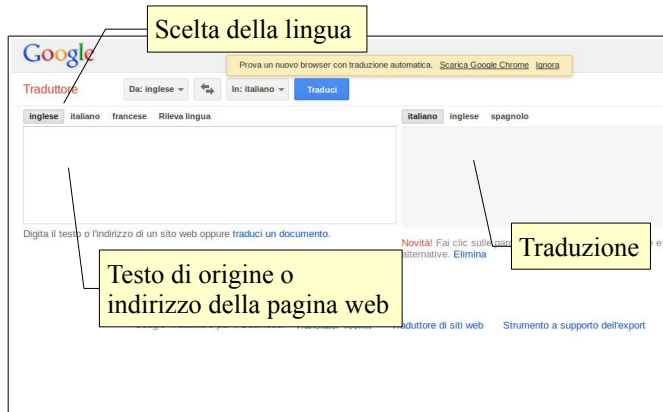 Scelta della lingua
Google
Prova un nuovo browser con traduzione automatica. Scarica Google Chrome Ignora
Traduttore Da: inglese In: italiano Traduci
inglese italiano francese Rileva lingua italiano inglese spagnolo
Digita il testo o l'indirizzo di un sito web oppure traduci un documento.
Novità! Fai clic sulle e
alternative. Elimina
Traduzione
Testo di origine o
indirizzo della pagina web
di siti web Strumento a supporto dell'export